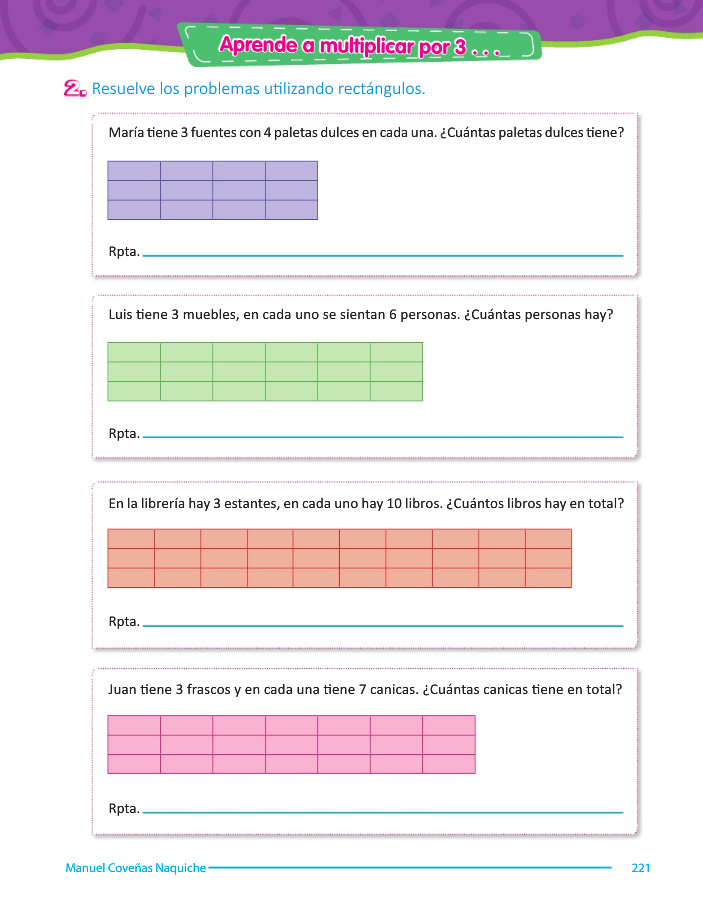 Aprende a multiplicar por 3 . . .
2. Resuelve los problemas utilizando rectángulos.
María tiene 3 fuentes con 4 paletas dulces en cada una. ¿Cuántas paletas dulces tiene?
Rpta.
Luis tiene 3 muebles, en cada uno se sientan 6 personas. ¿Cuántas personas hay?
Rpta.
En la librería hay 3 estantes, en cada uno hay 10 libros. ¿Cuántos libros hay en total?
Rpta.
Juan tiene 3 frascos y en cada una tiene 7 canicas. ¿Cuántas canicas tiene en total?
Rpta.
Manuel Coveñas Naquiche 221